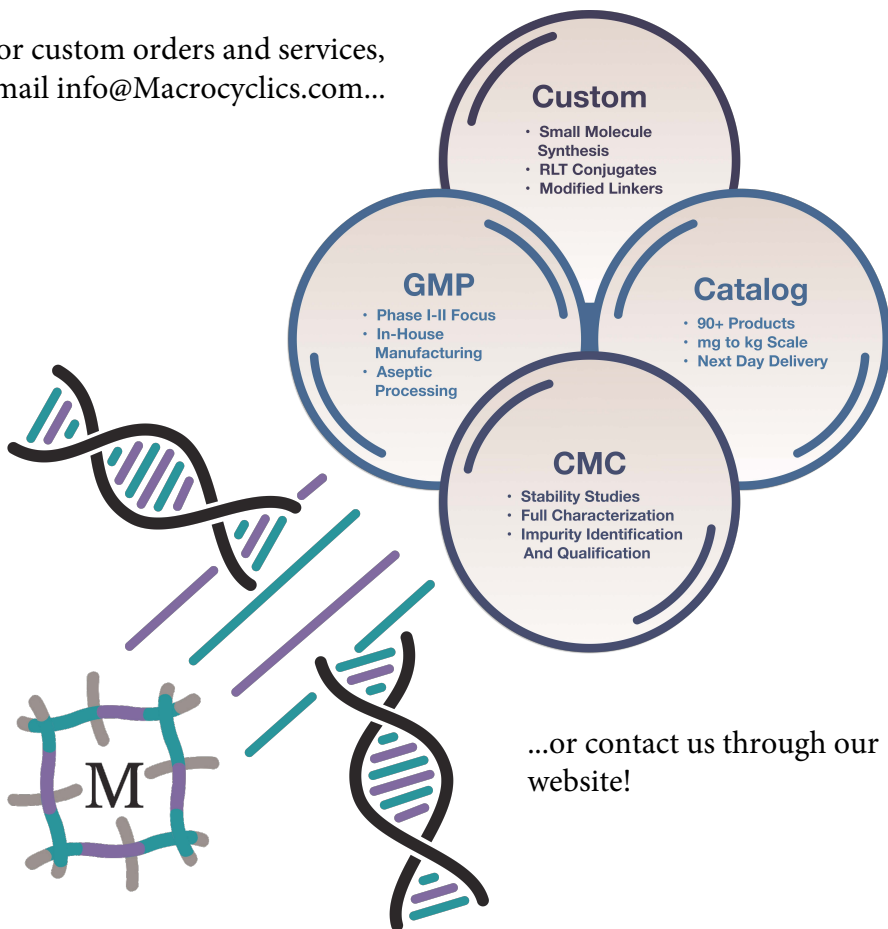 or custom orders and services,
mail info@Macrocyclics.com...
Custom
• Small Molecule
Synthesis
• RLT Conjugates
• Modified Linkers
GMP
• Phase I-II Focus
• In-House
Manufacturing
• Aseptic
Processing
Catalog
• 90+ Products
• mg to kg Scale
• Next Day Delivery
CMC
• Stability Studies
• Full Characterization
• Impurity Identification
And Qualification
M
...or contact us through our
website!